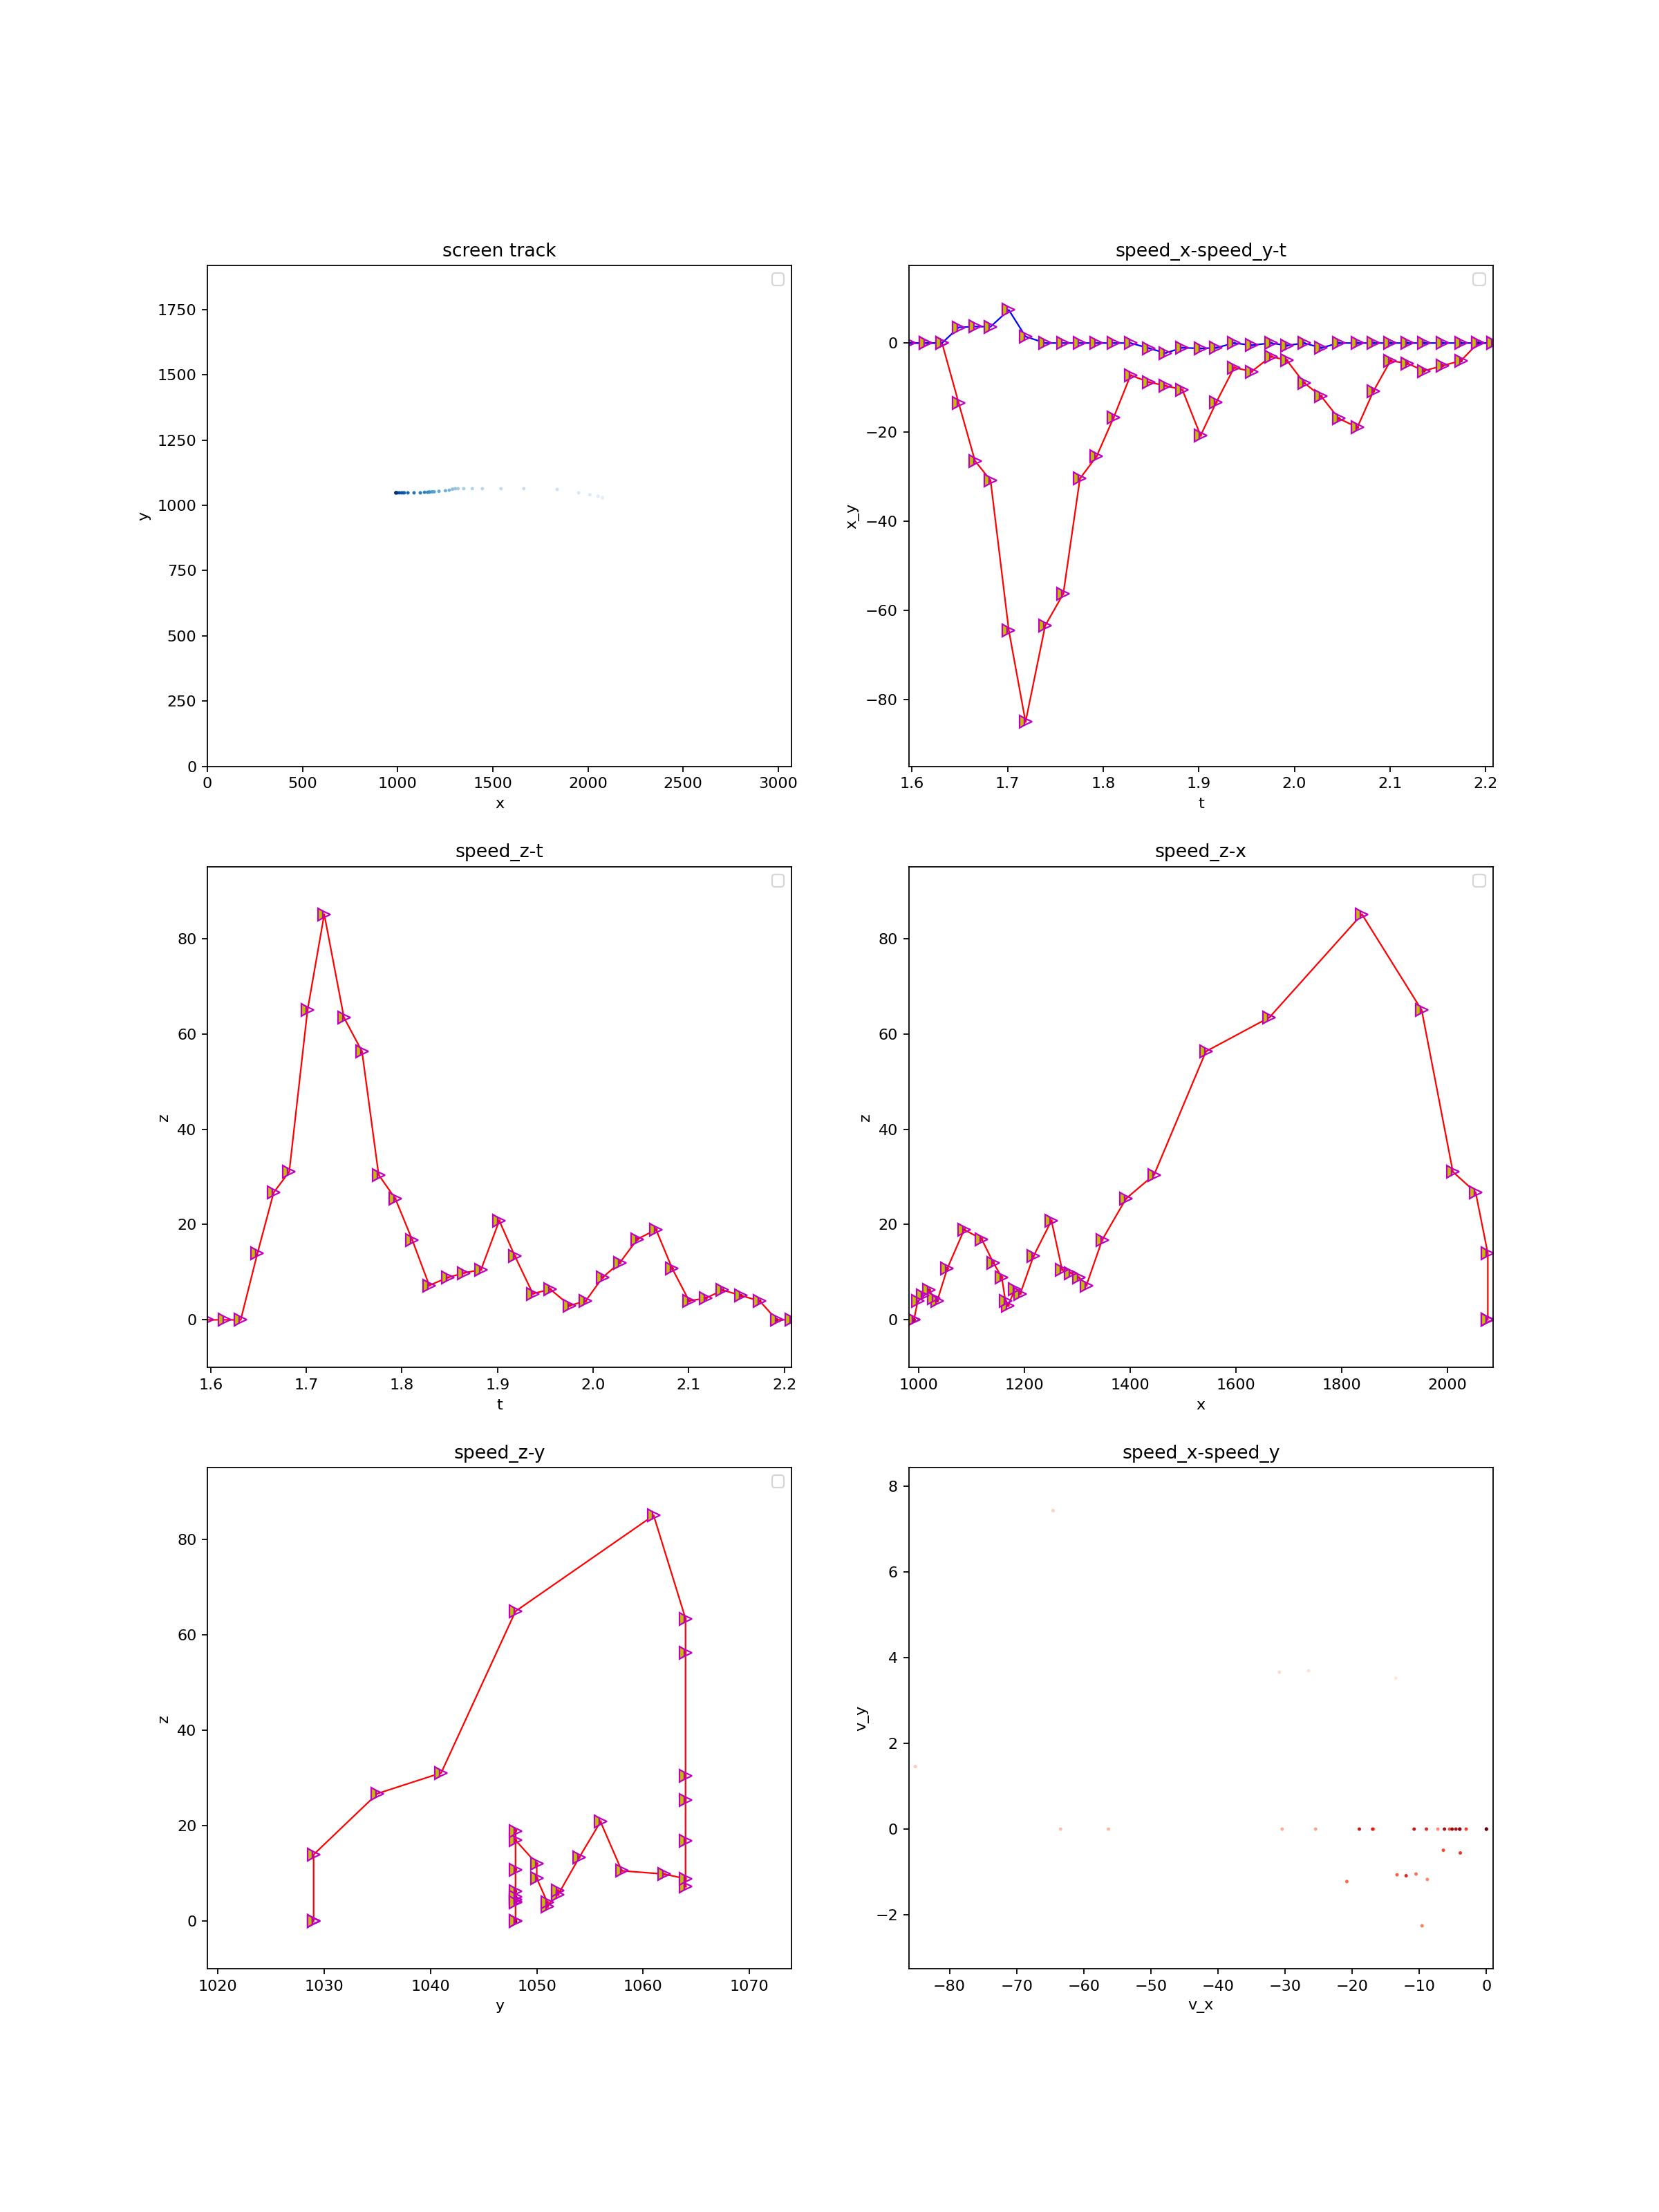 screen track
1750
1500
1250
1000
750
500
250
0
y
0 500 1000 1500 2000 2500 3000
x
speed_x-speed_y-t
0
−20
−40
−60
−80
x_y
1.6 1.7 1.8 1.9 2.0 2.1 2.2
t
speed_z-t
80
60
40
20
0
z
1.6 1.7 1.8 1.9 2.0 2.1 2.2
t
speed_z-x
80
60
40
20
0
z
1000 1200 1400 1600 1800 2000
x
speed_z-y
80
60
40
20
0
z
1020 1030 1040 1050 1060 1070
y
speed_x-speed_y
8
6
4
2
0
−2
v_y
−80 −70 −60 −50 −40 −30 −20 −10 0
v_x